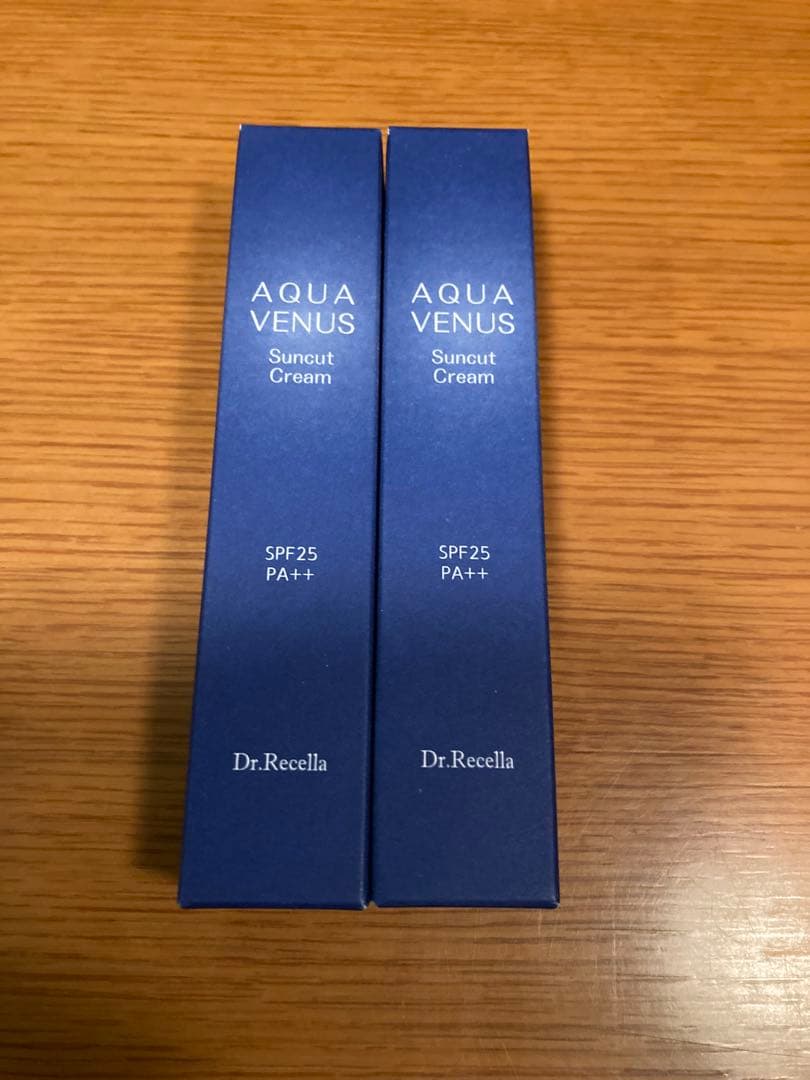 AQUA
VENUS
Suncut
Cream
SPF25
PA++
Dr.Recella
AQUA
VENUS
Suncut
Cream
SPF25
PA++
Dr.Recella